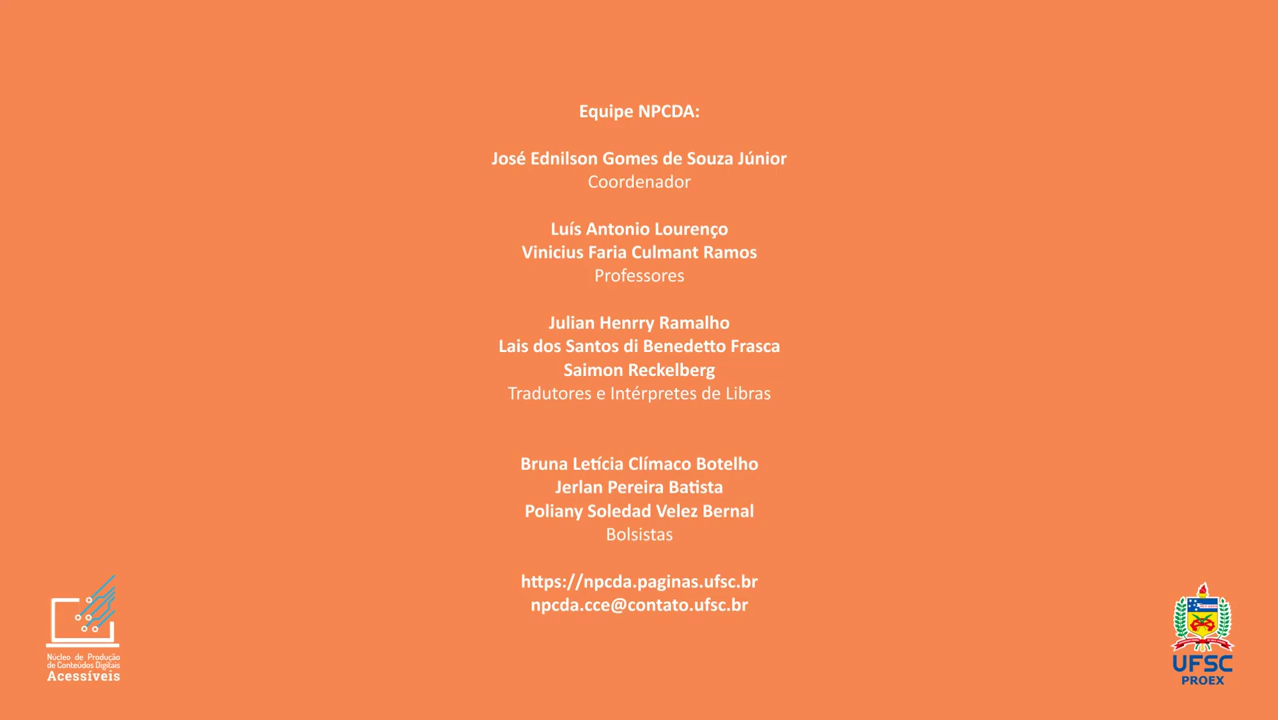 Equipe NPCDA:
José Ednilson Gomes de Souza Júnior
Coordenador
Luís Antonio Lourenço
Vinicius Faria Culmant Ramos
Professores
Julian Henrry Ramalho
Lais dos Santos di Benedetto Frasca
Saimon Reckelberg
Tradutores e Intérpretes de Libras
Bruna Letícia Clímaco Botelho
Jerlan Pereira Batista
Poliany Soledad Velez Bernal
Bolsistas
https://npcda.paginas.ufsc.br
npcda.cce@contato.ufsc.br
Núcleo de Produção
de Conteúdos Digitais
Acessíveis
UFSC
PROEX